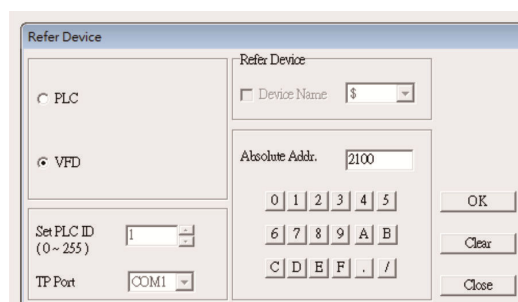 Refer Device
PLC
VFD
Set PLC ID
(0 ~ 255)
1
TP Port
COM1
Refer Device
Device Name
$
Absolute Addr.
2100
0 1 2 3 4 5
6 7 8 9 A B
C D E F . /
OK
Clear
Close